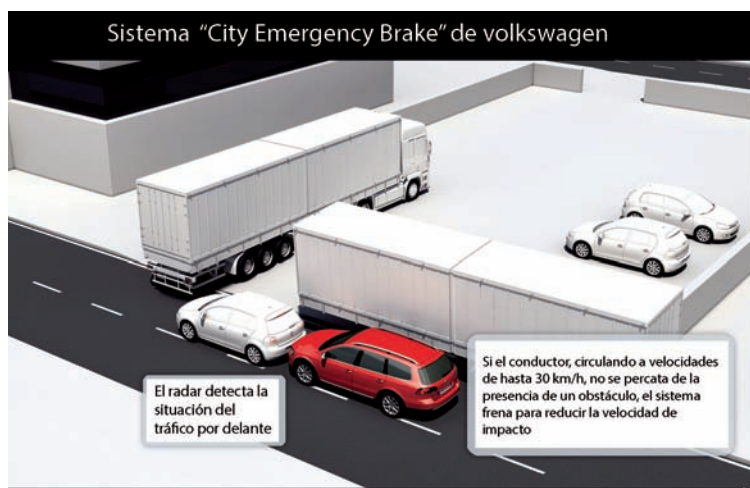 Sistema “City Emergency Brake” de volkswagen
El radar detecta la
situación del
tráfico por delante
Si el conductor, circulando a velocidades
de hasta 30 km/h, no se percata de la
presencia de un obstáculo, el sistema
frena para reducir la velocidad de
impacto